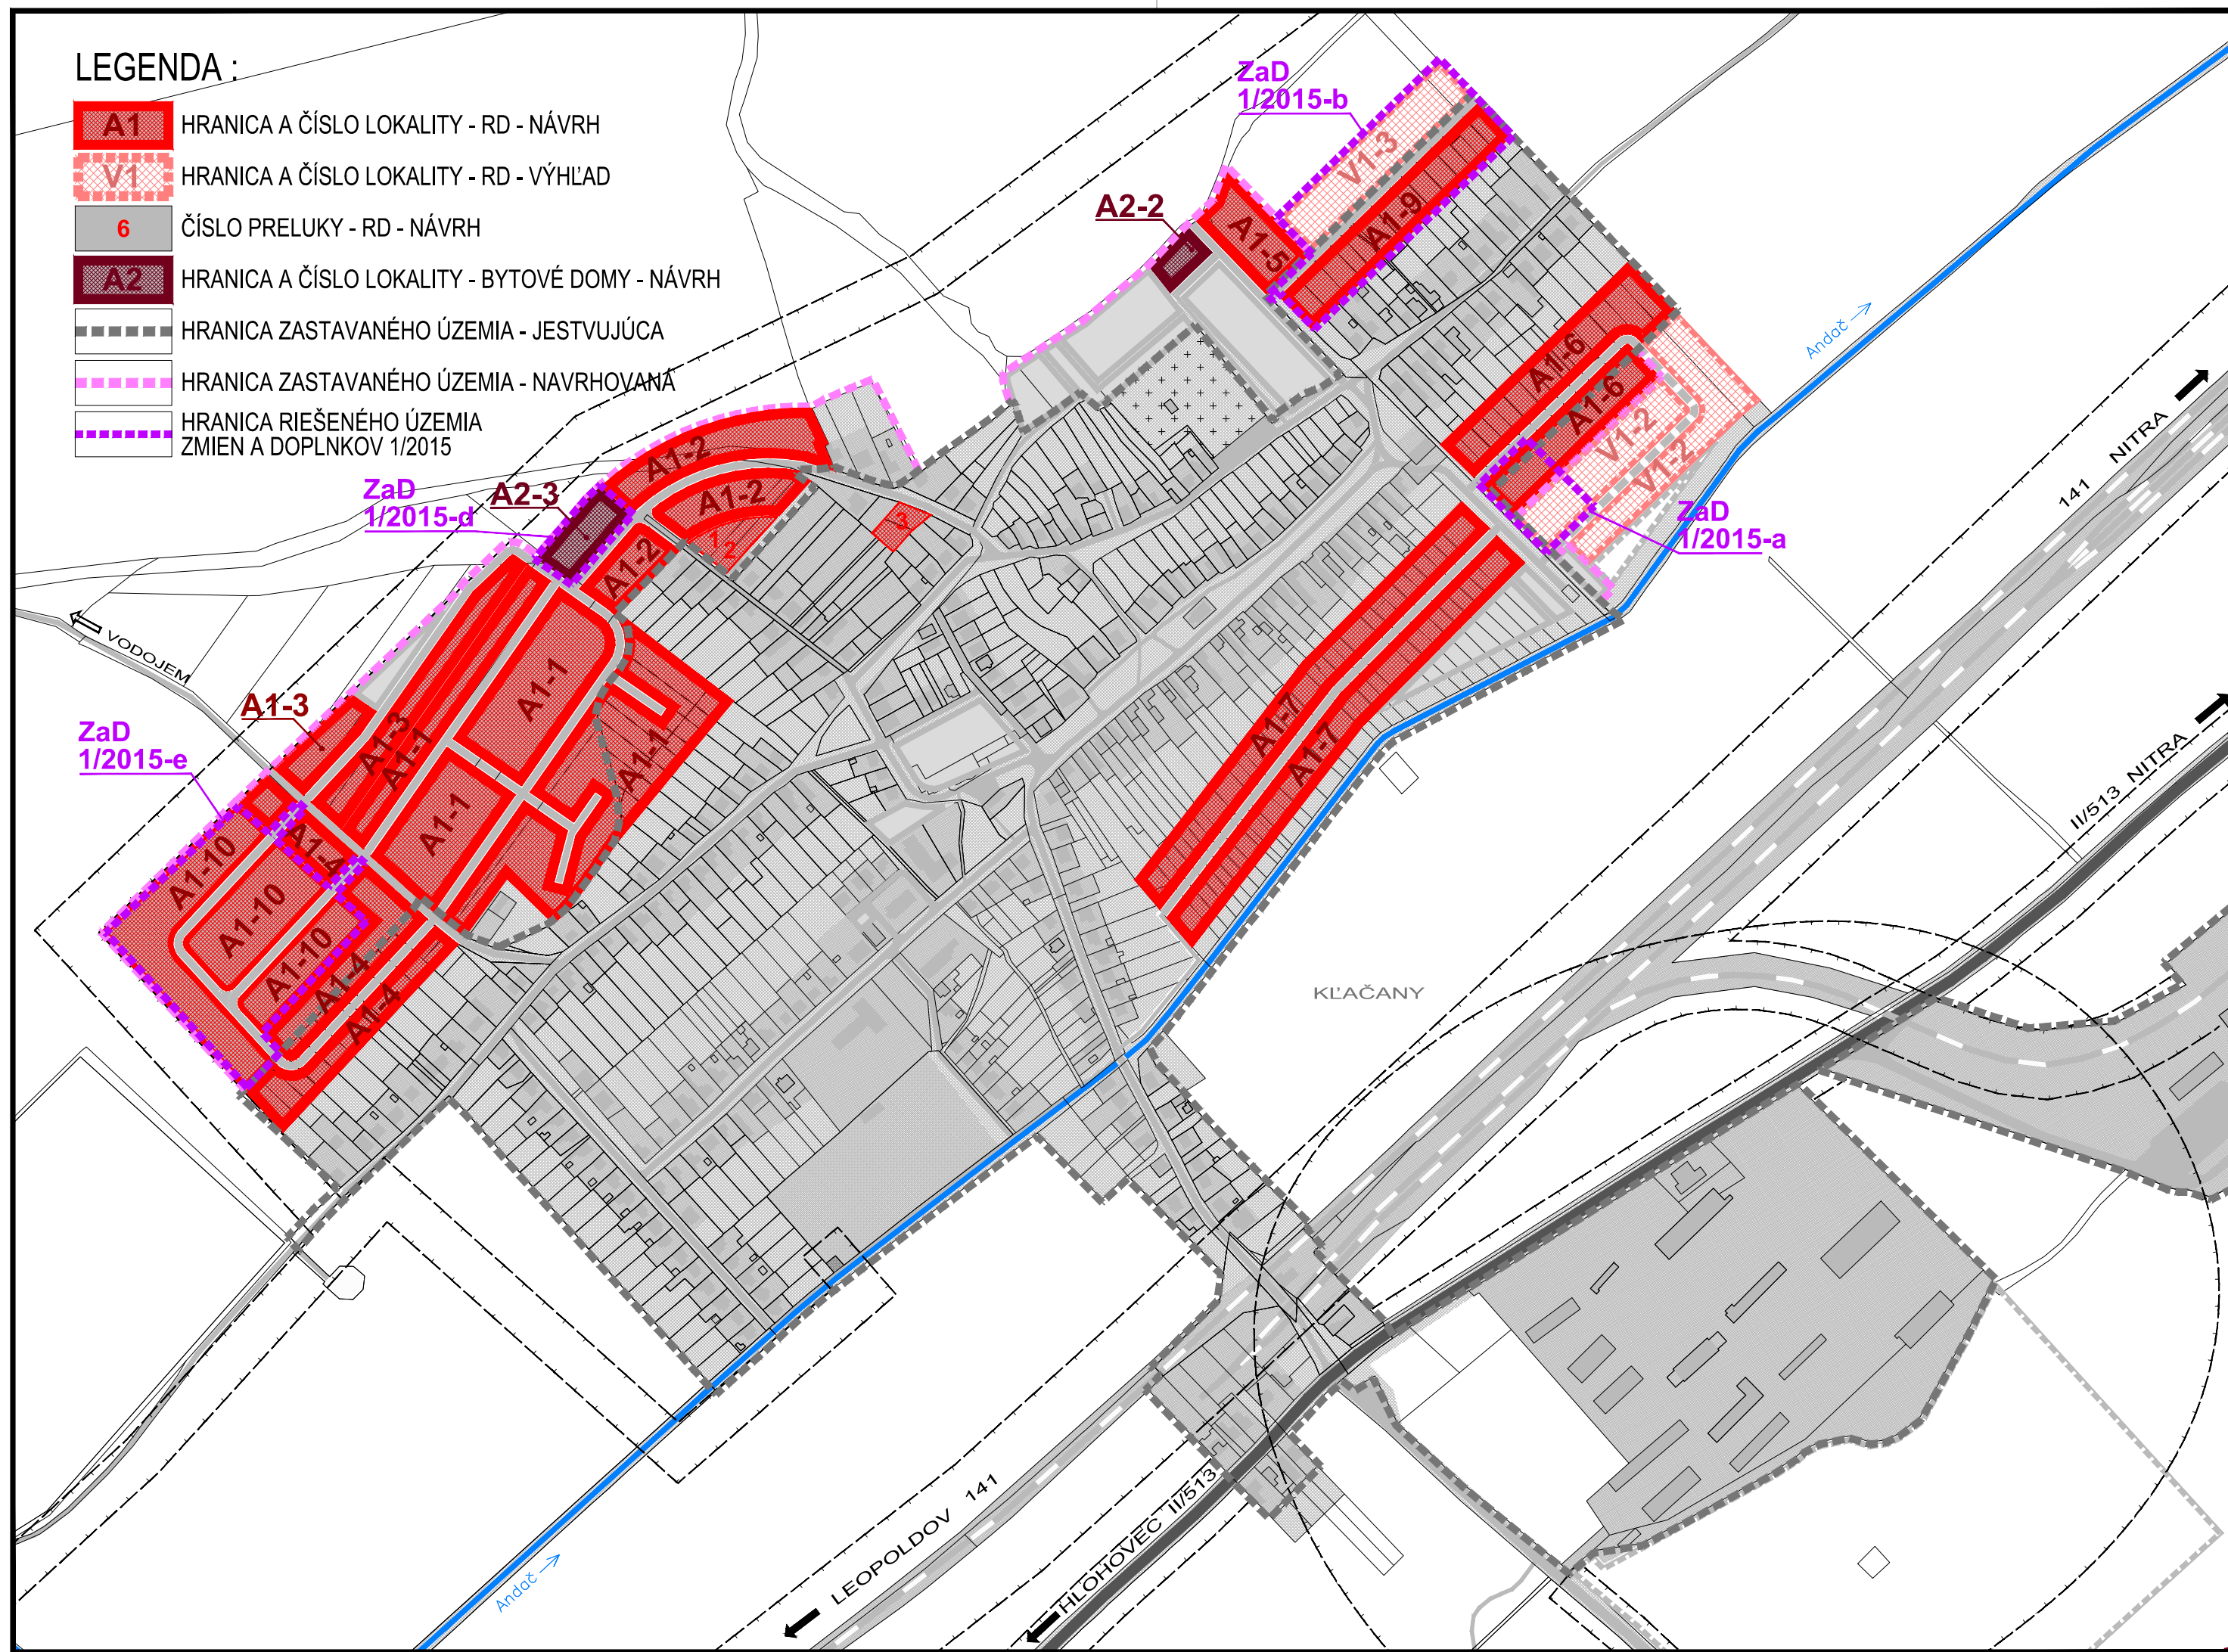 LEGENDA :
A1 HRANICA A ČÍSLO LOKALITY - RD - NÁVRH
V1 HRANICA A ČÍSLO LOKALITY - RD - VÝHĽAD
6 ČÍSLO PRELUKY - RD - NÁVRH
A2 HRANICA A ČÍSLO LOKALITY - BYTOVÉ DOMY - NÁVRH
HRANICA ZASTAVANÉHO ÚZEMIA - JESTVUJÚCA
HRANICA ZASTAVANÉHO ÚZEMIA - NAVRHOVANÁ
HRANICA RIEŠENÉHO ÚZEMIA
ZMIEN A DOPLNKOV 1/2015
ZaD
1/2015-b
V1-3
A1-9
A2-2
A1-5
A1-6
A1-6
V1-2
V1-2
Andač
ZaD
1/2015-a
141 NITRA
II/513 NITRA
A1-2
A1-2
A1-2
A2-3
ZaD
1/2015-d
1
2
3
VODOJEM
A1-3
A1-3
A1-1
A1-1
A1-1
A1-1
ZaD
1/2015-e
A1-4
A1-10
A1-10
A1-10
A1-4
A1-4
A1-7
A1-7
KĽAČANY
LEOPOLDOV 141
HLOHOVEC II/513
Andač